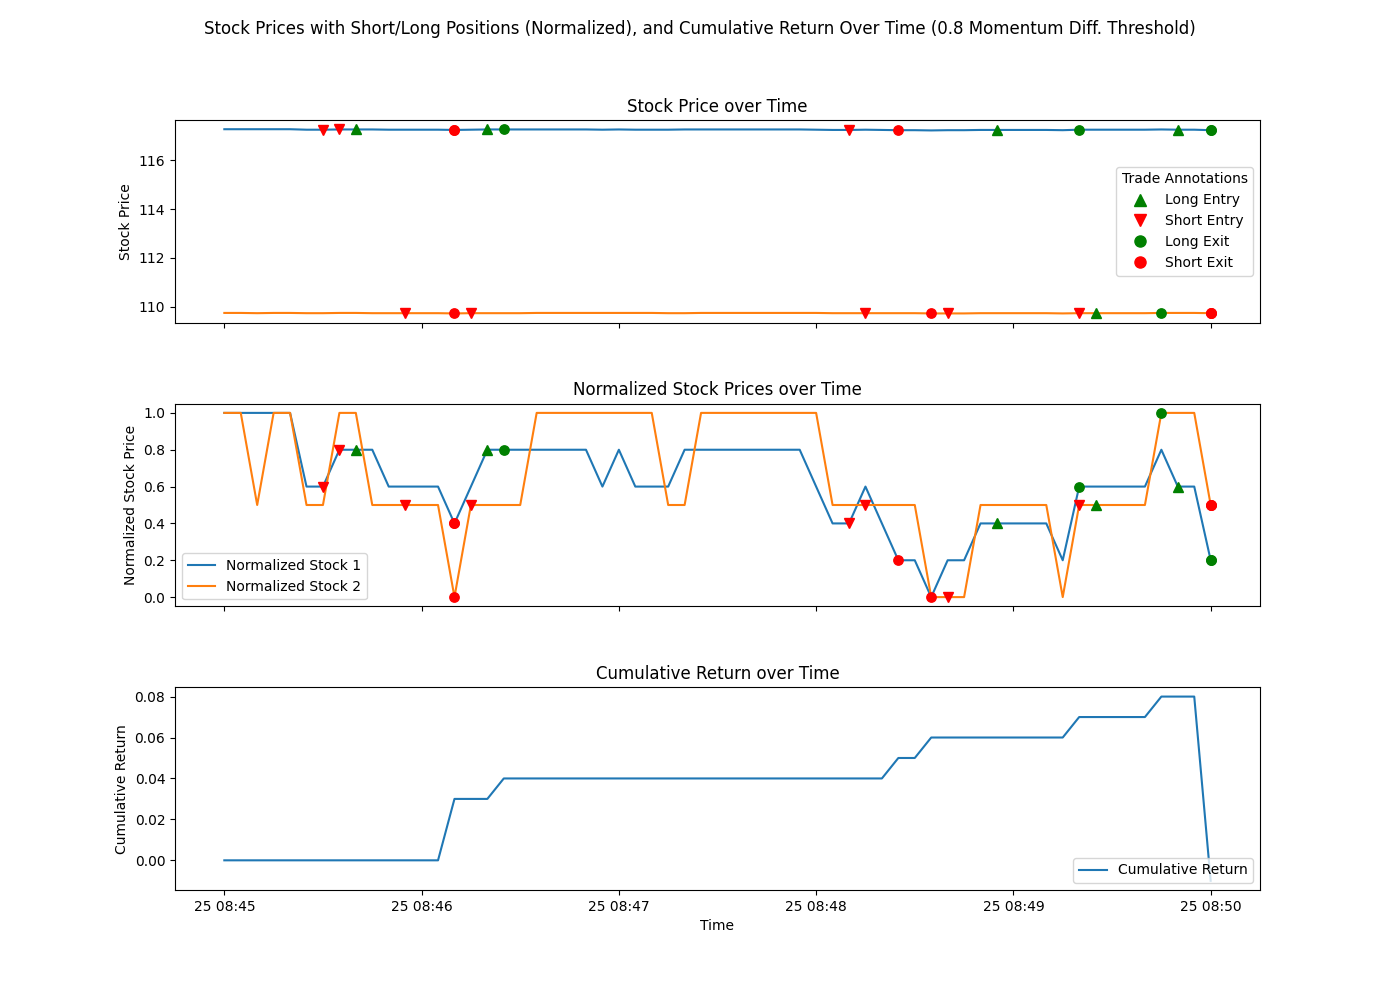 Stock Prices with Short/Long Positions (Normalized), and Cumulative Return Over Time (0.8 Momentum Diff. Threshold)
Stock Price over Time
116
114
112
110
Stock Price
Trade Annotations
Long Entry
Short Entry
Long Exit
Short Exit
Normalized Stock Prices over Time
1.0
0.8
0.6
0.4
0.2
0.0
Normalized Stock Price
Normalized Stock 1
Normalized Stock 2
Cumulative Return over Time
0.08
0.06
0.04
0.02
0.00
Cumulative Return
Cumulative Return
25 08:45 25 08:46 25 08:47 25 08:48 25 08:49 25 08:50
Time